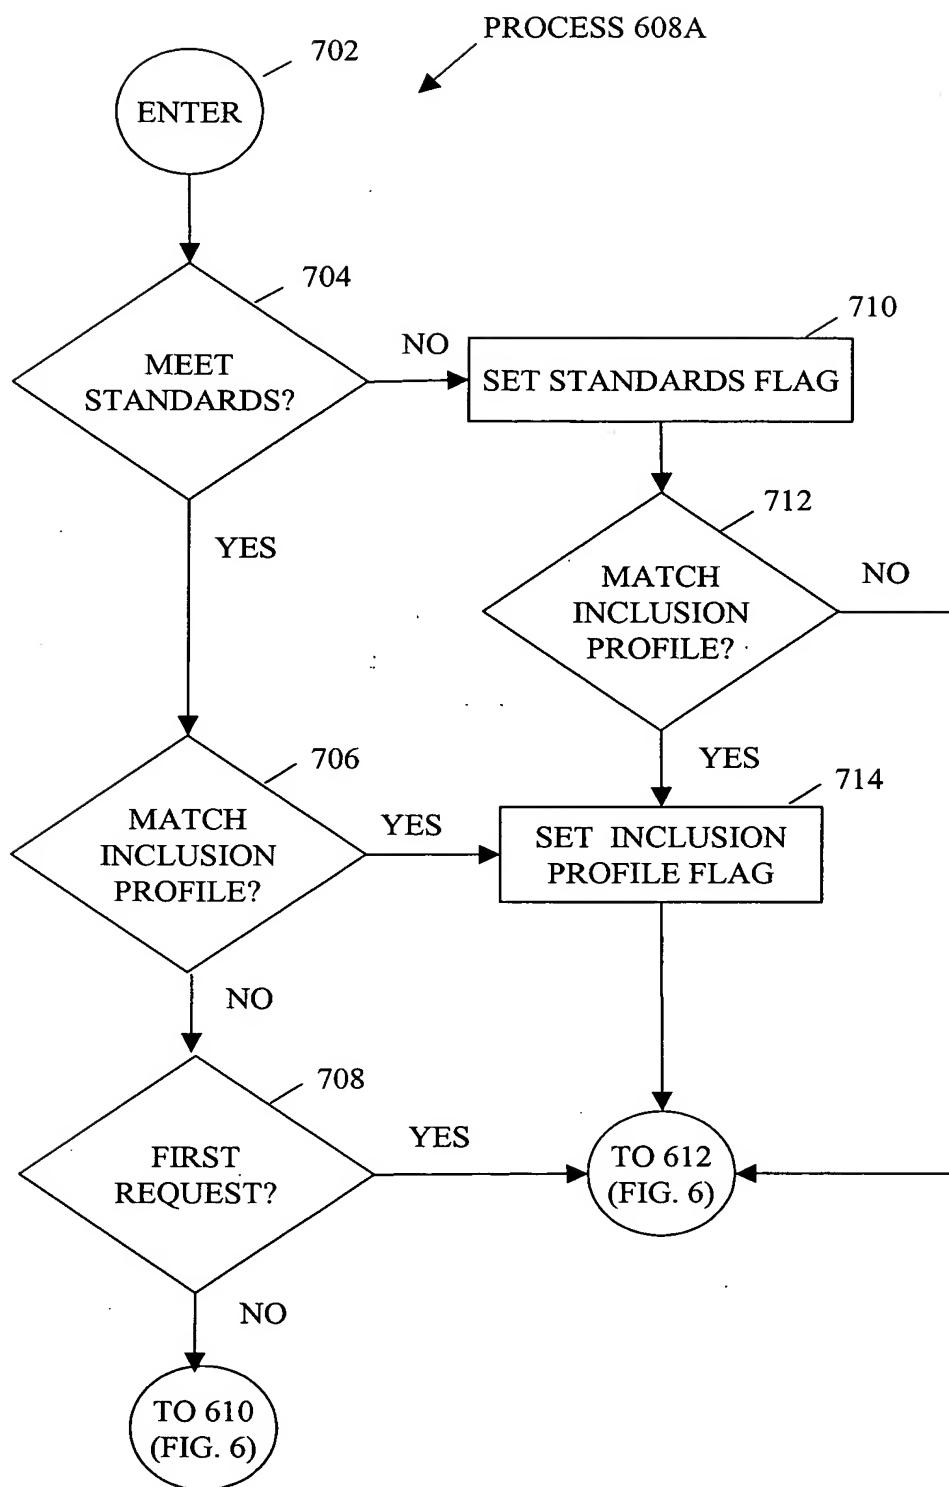 PROCESS 608A
702
ENTER
704
MEET
STANDARDS?
NO
710
SET STANDARDS FLAG
YES
712
MATCH
INCLUSION
PROFILE?
NO
YES
706
MATCH
INCLUSION
PROFILE?
YES
714
SET INCLUSION
PROFILE FLAG
NO
708
FIRST
REQUEST?
YES
TO 612
(FIG. 6)
NO
TO 610
(FIG. 6)